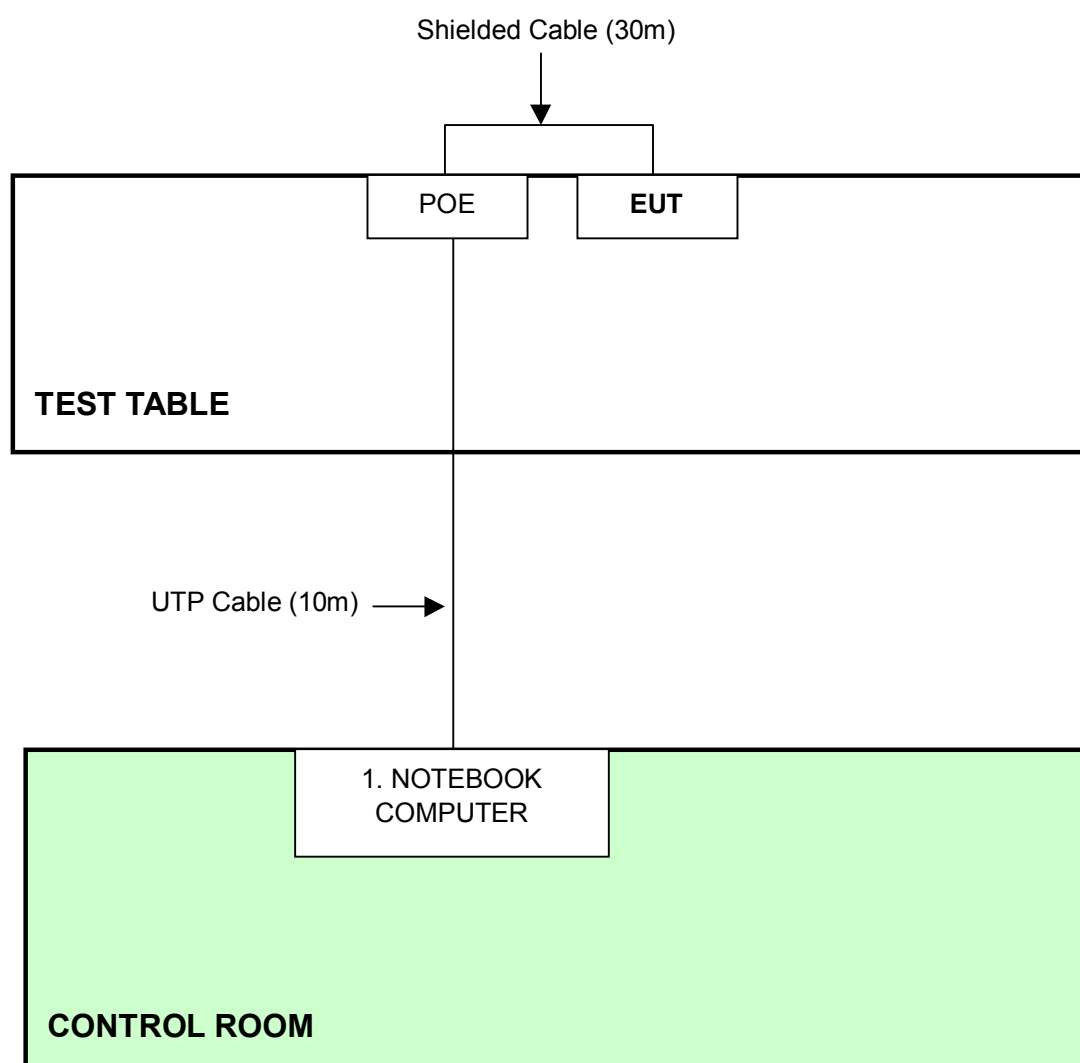 Shielded Cable (30m)
POE
EUT
TEST TABLE
UTP Cable (10m)
1. NOTEBOOK
COMPUTER
CONTROL ROOM